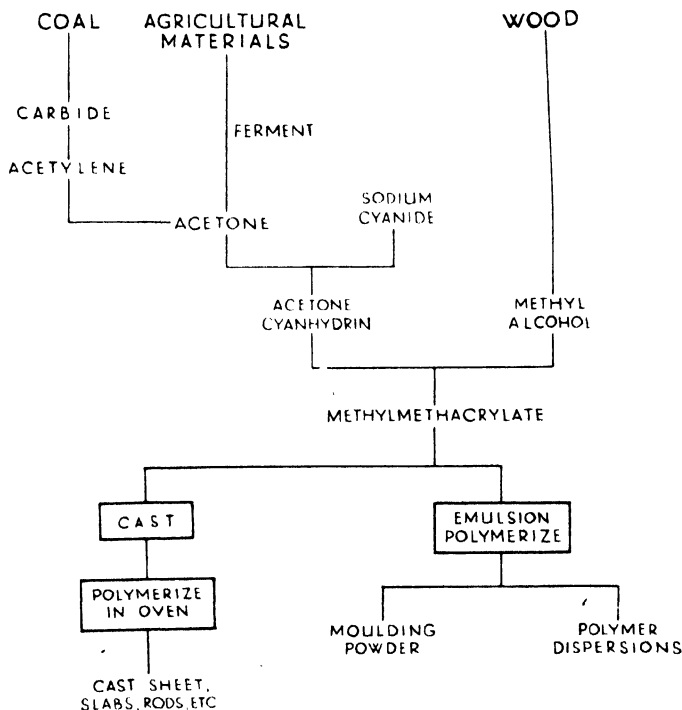 COAL
AGRICULTURAL
MATERIALS
WOOD
CARBIDE
FERMENT
ACETYLENE
SODIUM
CYANIDE
ACETONE
ACETONE
CYANHYDRIN
METHYL
ALCOHOL
METHYLMETHACRYLATE
CAST
EMULSION
POLYMERIZE
POLYMERIZE
IN OVEN
MOULDING
POWDER
POLYMER
DISPERSIONS
CAST SHEET,
SLABS, RODS, ETC